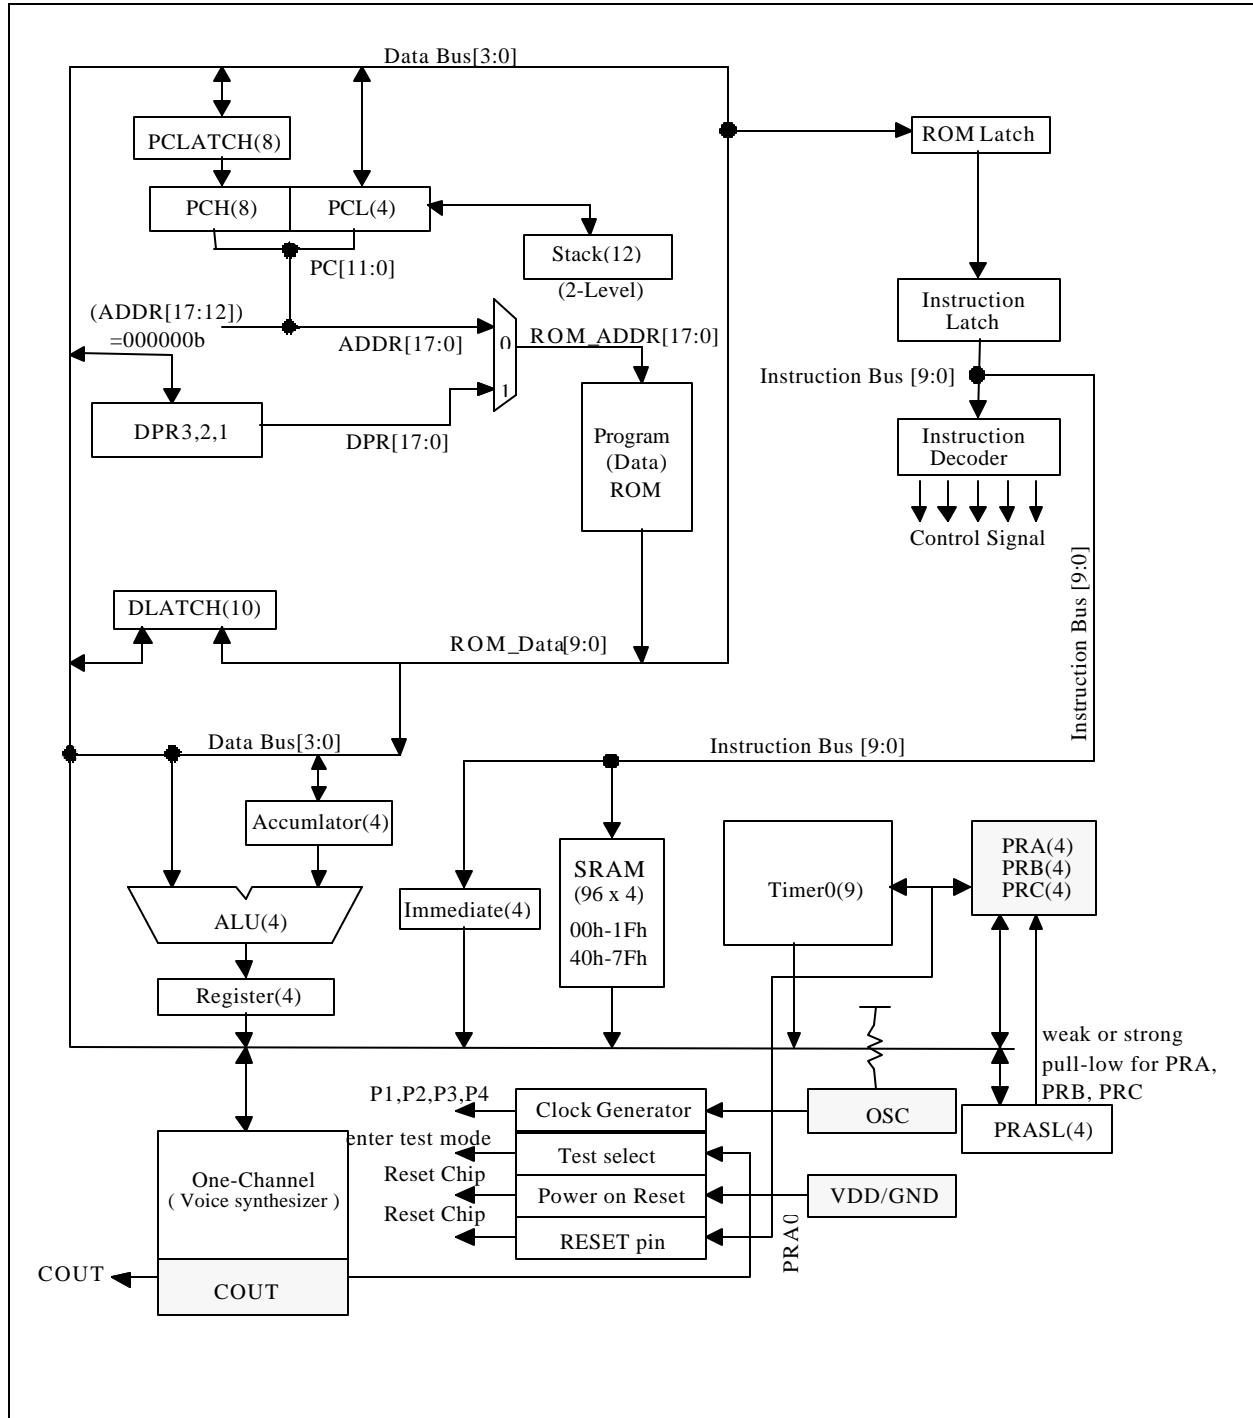 Data Bus[3:0]
PCLATCH(8)
ROM Latch
PCH(8)
PCL(4)
Stack(12)
(2-Level)
PC[11:0]
(ADDR[17:12])
=000000b
ADDR[17:0]
0
1
ROM_ADDR[17:0]
Instruction
Latch
Instruction Bus [9:0]
DPR3,2,1
DPR[17:0]
Program
(Data)
ROM
Instruction
Decoder
Control Signal
Instruction Bus [9:0]
DLATCH(10)
ROM_Data[9:0]
Data Bus[3:0]
Instruction Bus [9:0]
Accumlator(4)
ALU(4)
Register(4)
Immediate(4)
SRAM
(96 x 4)
00h-1Fh
40h-7Fh
Timer0(9)
PRA(4)
PRB(4)
PRC(4)
weak or strong
pull-low for PRA,
PRB, PRC
PRASL(4)
P1,P2,P3,P4
Clock Generator
OSC
enter test mode
Test select
Reset Chip
Power on Reset
VDD/GND
Reset Chip
RESET pin
PRA0
One-Channel
( Voice synthesizer )
COUT
COUT